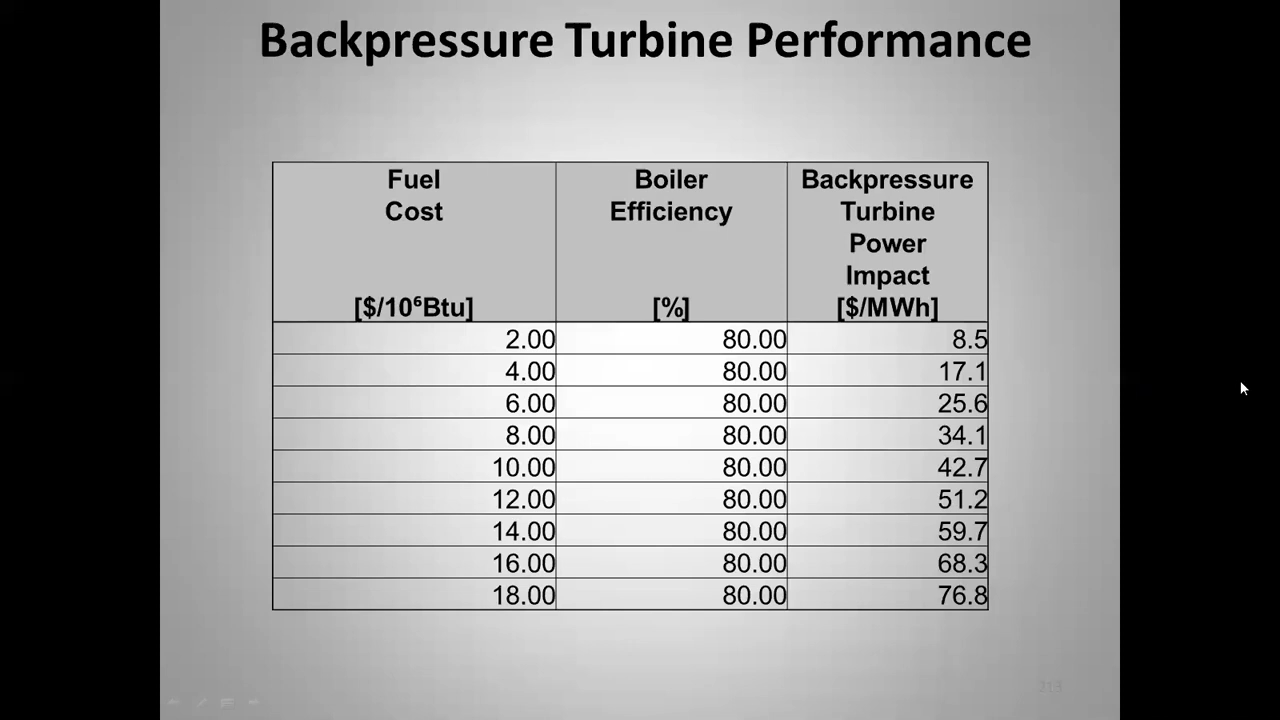 Backpressure Turbine Performance
Fuel Cost [$/10⁶Btu] Boiler Efficiency [%] Backpressure Turbine Power Impact [$/MWh]
2.00 80.00 8.5
4.00 80.00 17.1
6.00 80.00 25.6
8.00 80.00 34.1
10.00 80.00 42.7
12.00 80.00 51.2
14.00 80.00 59.7
16.00 80.00 68.3
18.00 80.00 76.8
213